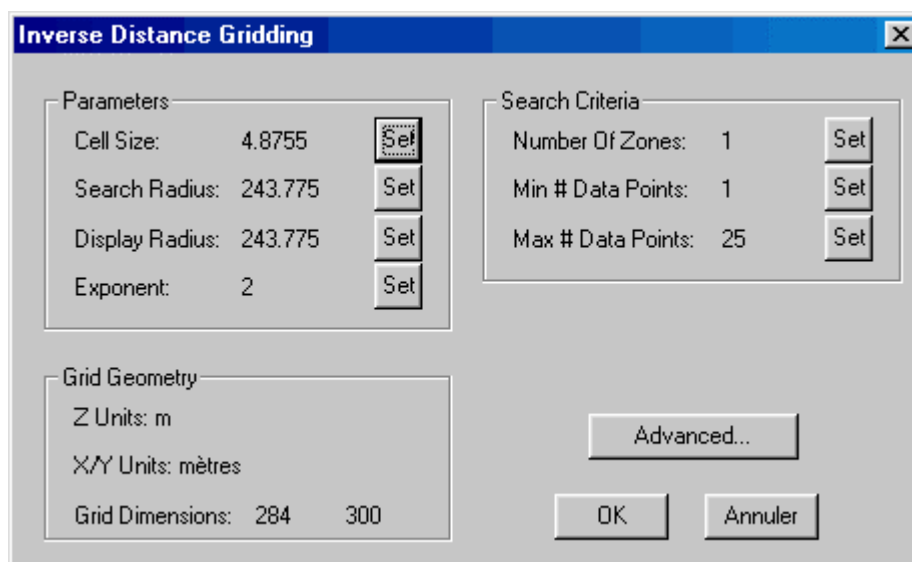 Inverse Distance Gridding
Parameters
Cell Size: 4.8755 Set
Search Radius: 243.775 Set
Display Radius: 243.775 Set
Exponent: 2 Set
Search Criteria
Number Of Zones: 1 Set
Min # Data Points: 1 Set
Max # Data Points: 25 Set
Grid Geometry
Z Units: m
X/Y Units: mètres
Grid Dimensions: 284 300
Advanced...
OK Annuler